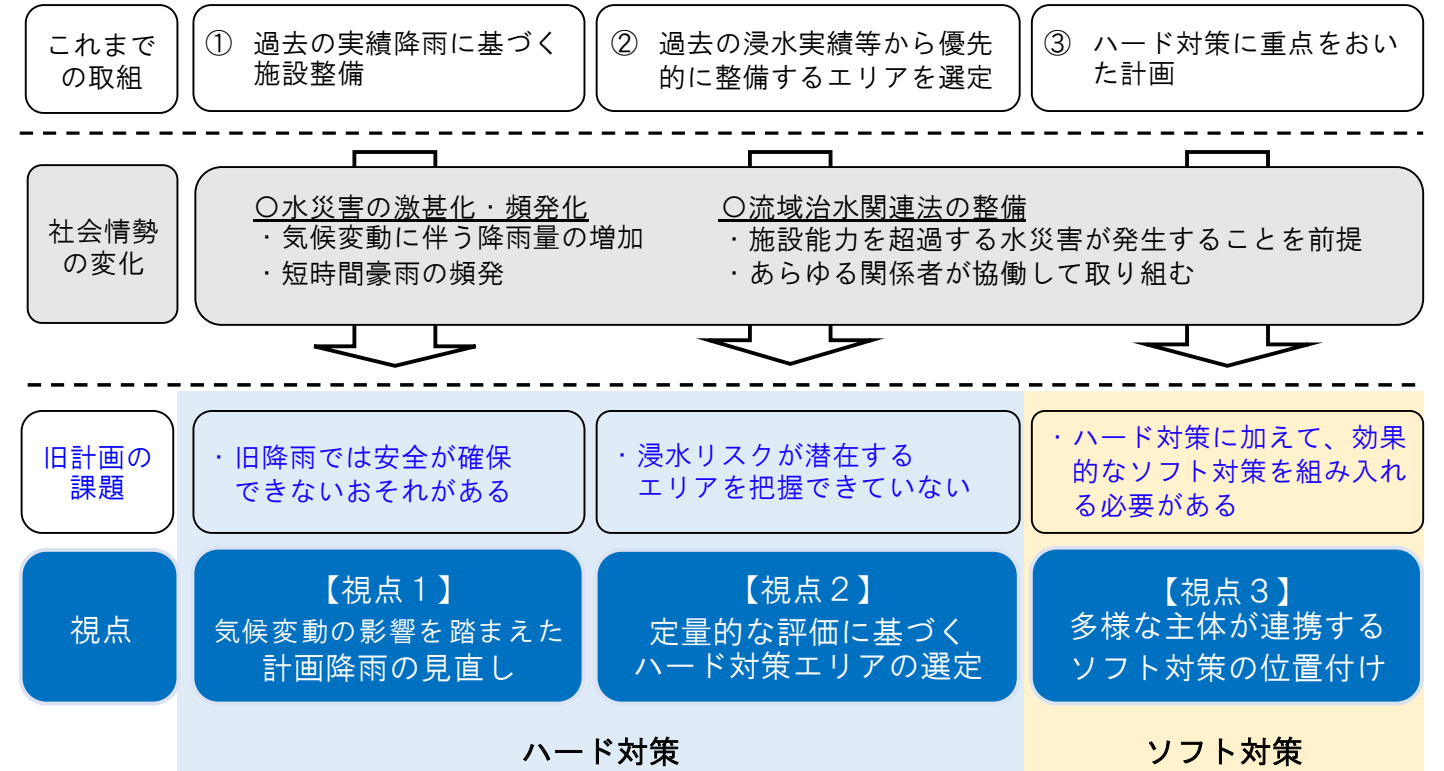 これまで
の取組
① 過去の実績降雨に基づく
施設整備
② 過去の浸水実績等から優先
的に整備するエリアを選定
③ ハード対策に重点をおい
た計画
社会情勢
の変化
〇水災害の激甚化・頻発化
・気候変動に伴う降雨量の増加
・短時間豪雨の頻発
〇流域治水関連法の整備
・施設能力を超過する水災害が発生することを前提
・あらゆる関係者が協働して取り組む
旧計画の
課題
・旧降雨では安全が確保
できないおそれがある
・浸水リスクが潜在する
エリアを把握できていない
・ハード対策に加えて、効果
的なソフト対策を組み入れ
る必要がある
視点
【視点１】
気候変動の影響を踏まえた
計画降雨の見直し
【視点２】
定量的な評価に基づく
ハード対策エリアの選定
【視点３】
多様な主体が連携する
ソフト対策の位置付け
ハード対策
ソフト対策